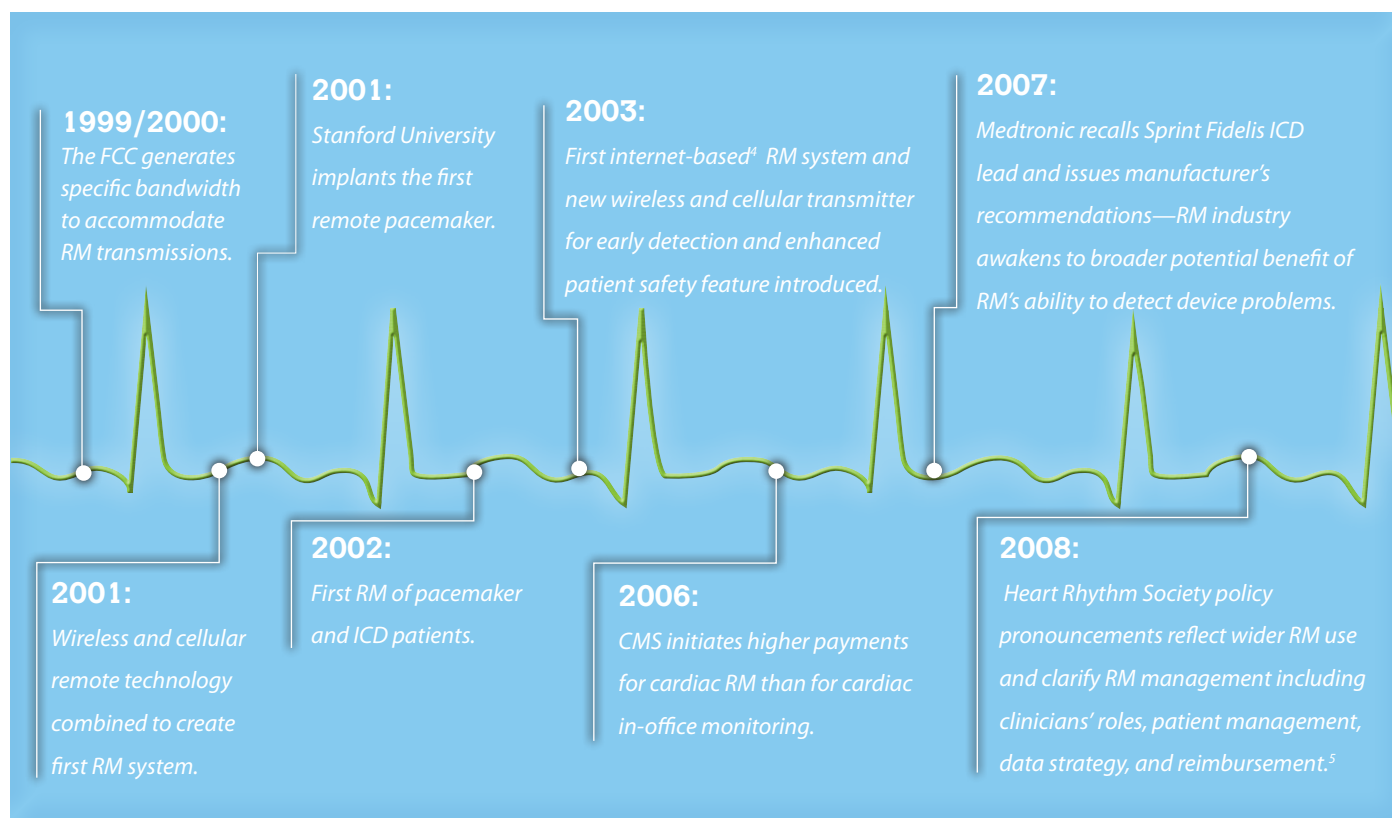 1999/2000:
The FCC generates
specific bandwidth
to accommodate
RM transmissions.
2001:
Wireless and cellular
remote technology
combined to create
first RM system.
2001:
Stanford University
implants the first
remote pacemaker.
2002:
First RM of pacemaker
and ICD patients.
2003:
First internet-based⁴ RM system and
new wireless and cellular transmitter
for early detection and enhanced
patient safety feature introduced.
2006:
CMS initiates higher payments
for cardiac RM than for cardiac
in-office monitoring.
2007:
Medtronic recalls Sprint Fidelis ICD
lead and issues manufacturer’s
recommendations—RM industry
awakens to broader potential benefit of
RM’s ability to detect device problems.
2008:
Heart Rhythm Society policy
pronouncements reflect wider RM use
and clarify RM management including
clinicians’ roles, patient management,
data strategy, and reimbursement.⁵